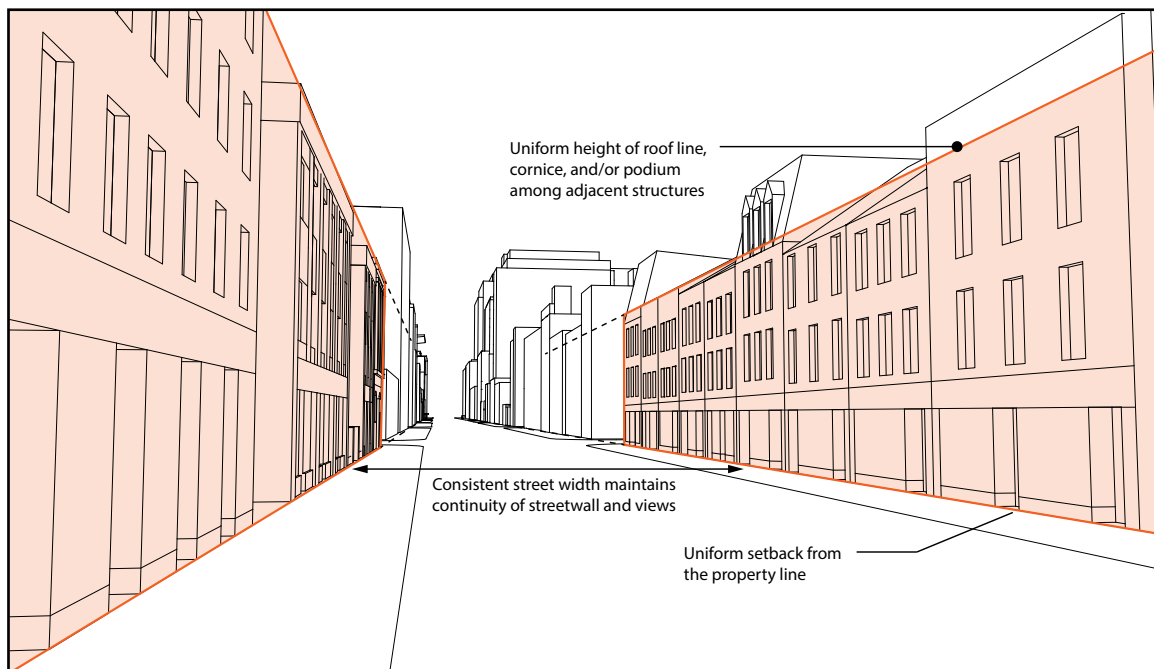 Uniform height of roof line,
cornice, and/or podium
among adjacent structures
Consistent street width maintains
continuity of streetwall and views
Uniform setback from
the property line